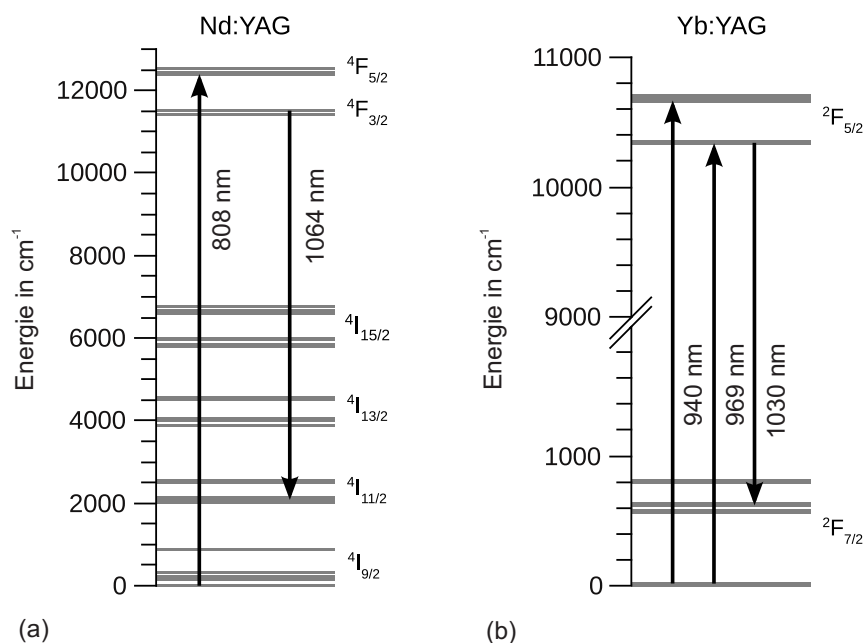 Nd:YAG
Energie in cm⁻¹
12000
10000
8000
6000
4000
2000
0
⁴F₅/₂
⁴F₃/₂
⁴I₁₅/₂
⁴I₁₃/₂
⁴I₁₁/₂
⁴I₉/₂
808 nm
1064 nm
(a)
Yb:YAG
Energie in cm⁻¹
11000
10000
9000
1000
0
²F₅/₂
²F₇/₂
940 nm
969 nm
1030 nm
(b)